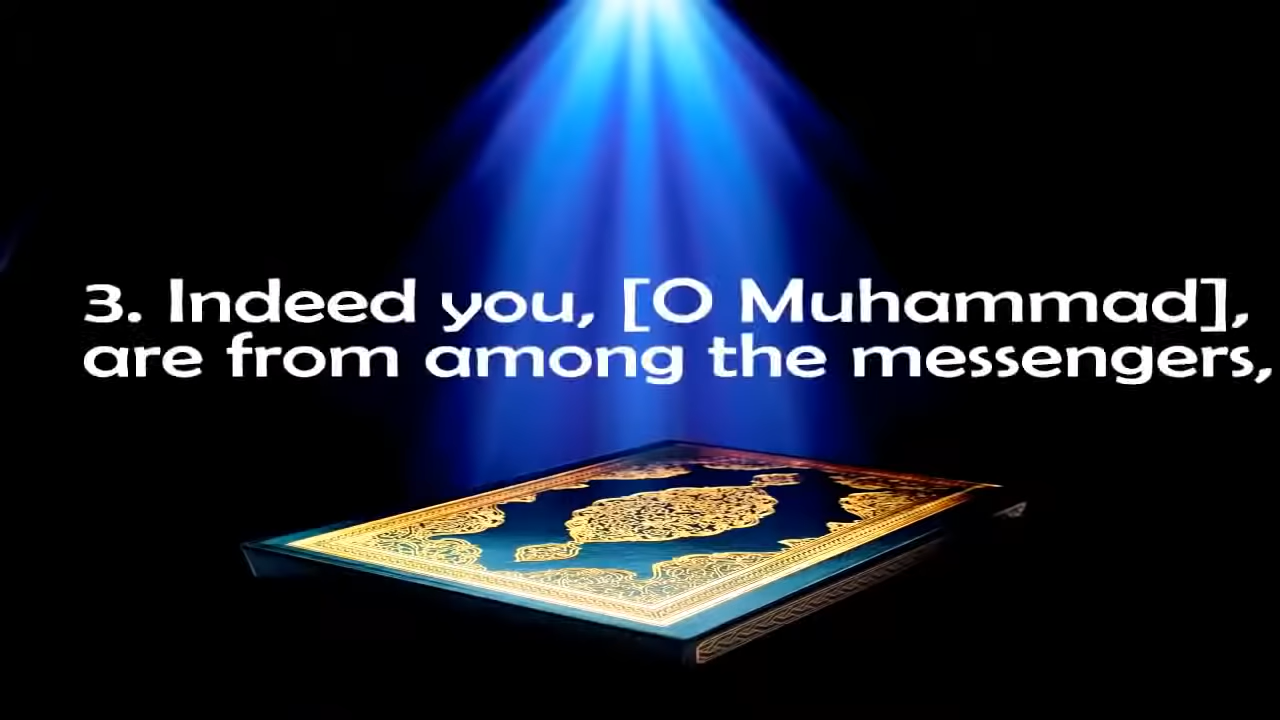 3. Indeed you, [O Muhammad],
are from among the messengers,